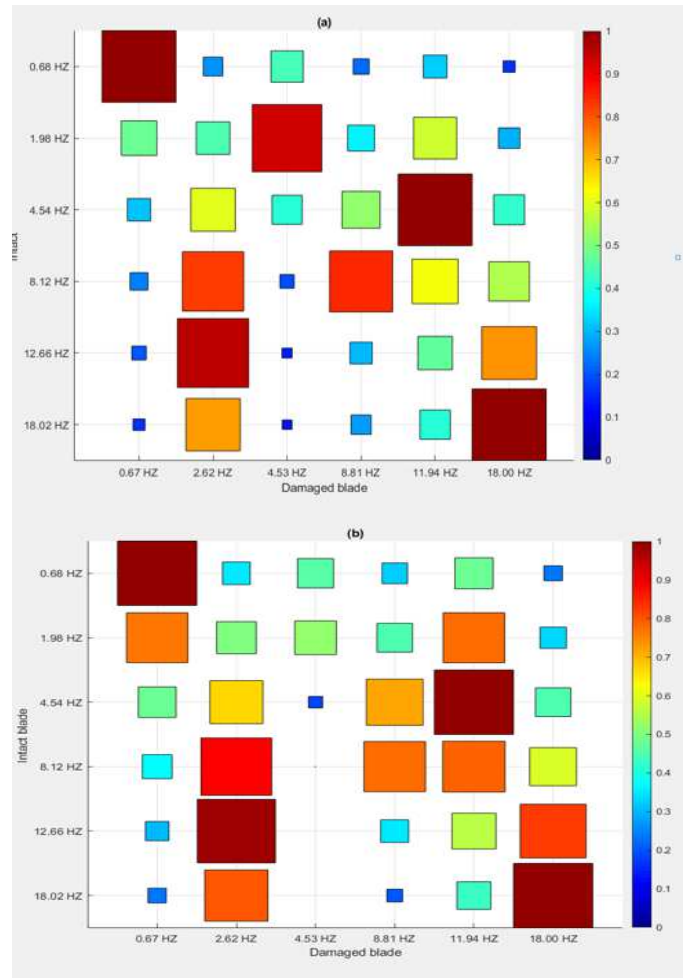 (a)
1
0.9
0.8
0.7
0.6
0.5
0.4
0.3
0.2
0.1
0
0.68 HZ
1.98 HZ
4.54 HZ
8.12 HZ
12.66 HZ
18.02 HZ
Intact
0.67 HZ 2.62 HZ 4.53 HZ 8.81 HZ 11.94 HZ 18.00 HZ
Damaged blade
(b)
1
0.9
0.8
0.7
0.6
0.5
0.4
0.3
0.2
0.1
0
0.68 HZ
1.98 HZ
4.54 HZ
8.12 HZ
12.66 HZ
18.02 HZ
Intact blade
0.67 HZ 2.62 HZ 4.53 HZ 8.81 HZ 11.94 HZ 18.00 HZ
Damaged blade